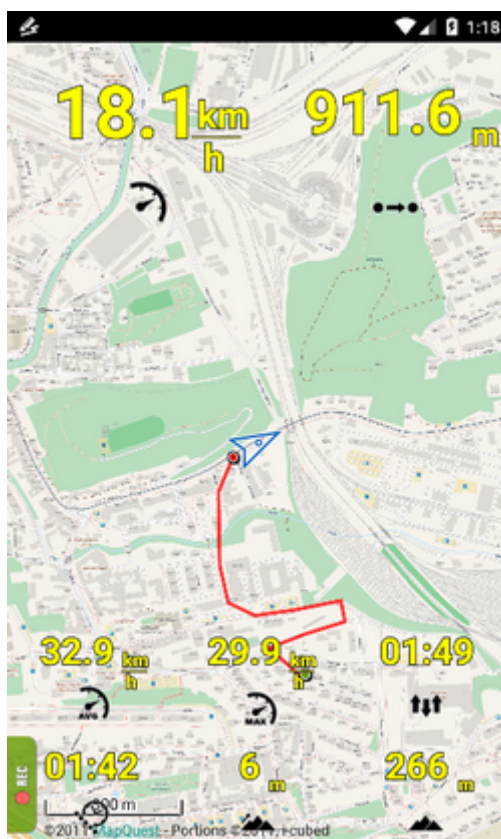 1:18
18.1 km/h
911.6 m
32.9 km/h
29.9 km/h
01:49
AVG
MAX
REC
01:42
6 m
266 m
©2011 MapQuest - Portions ©2011, i-cubed